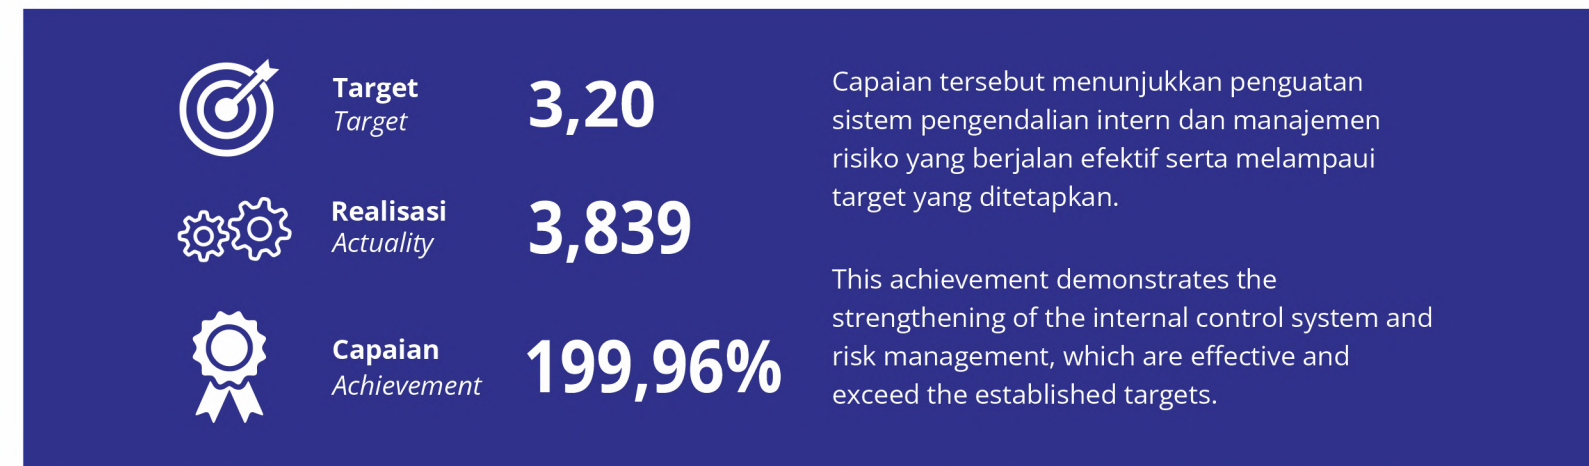 Target
Target
3,20
Realisasi
Actuality
3,839
Capaian
Achievement
199,96%
Capaian tersebut menunjukkan penguatan
sistem pengendalian intern dan manajemen
risiko yang berjalan efektif serta melampaui
target yang ditetapkan.
This achievement demonstrates the
strengthening of the internal control system and
risk management, which are effective and
exceed the established targets.